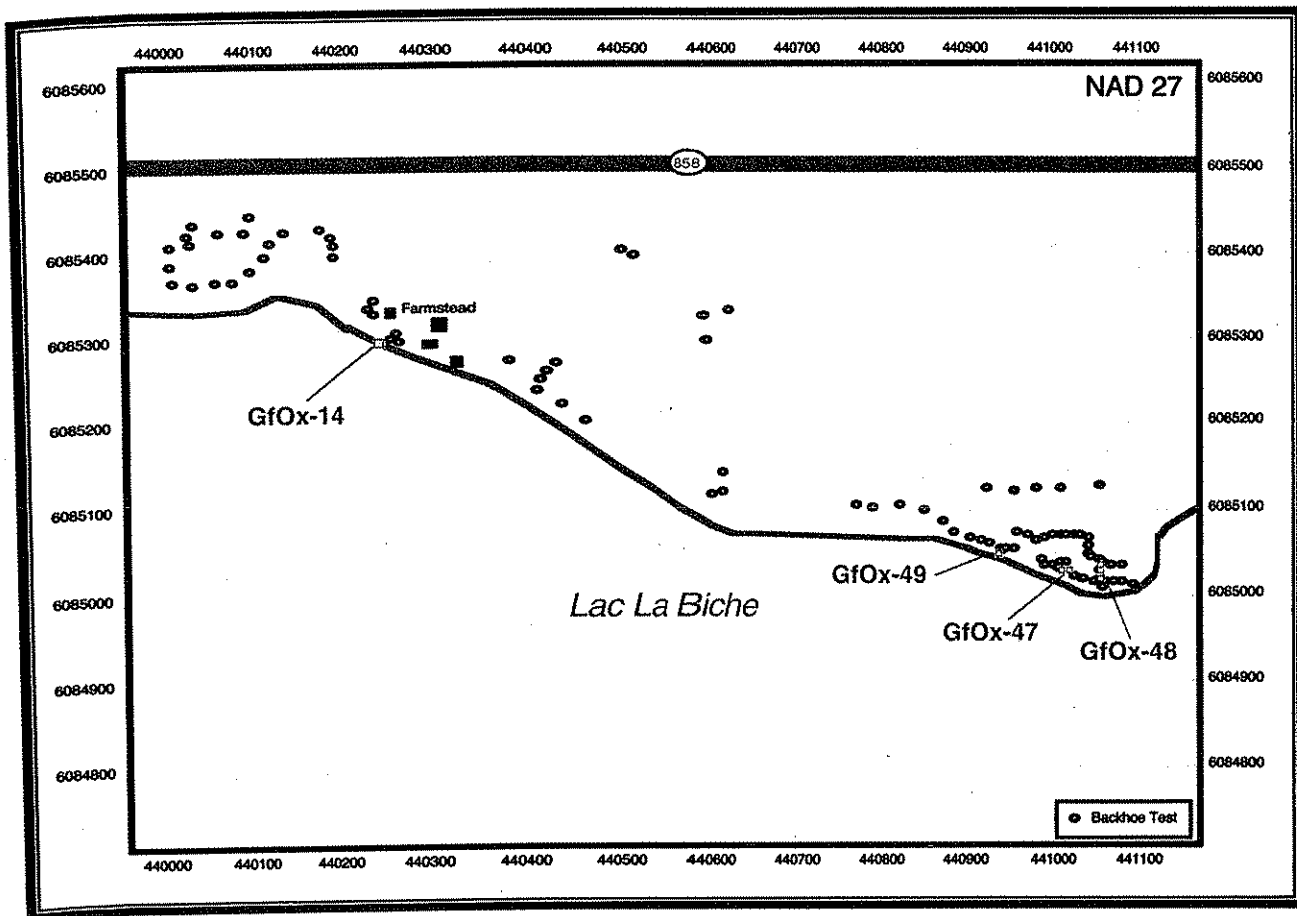 440000 440100 440200 440300 440400 440500 440600 440700 440800 440900 441000 441100
NAD 27
6085600 6085600
858
6085500 6085500
6085400 6085400
Farmstead
6085300 6085300
GfOx-14
6085200 6085200
6085100 6085100
GfOx-49
Lac La Biche
6085000 6085000
GfOx-47
GfOx-48
6084900 6084900
6084800 6084800
Backhoe Test
440000 440100 440200 440300 440400 440500 440600 440700 440800 440900 441000 441100